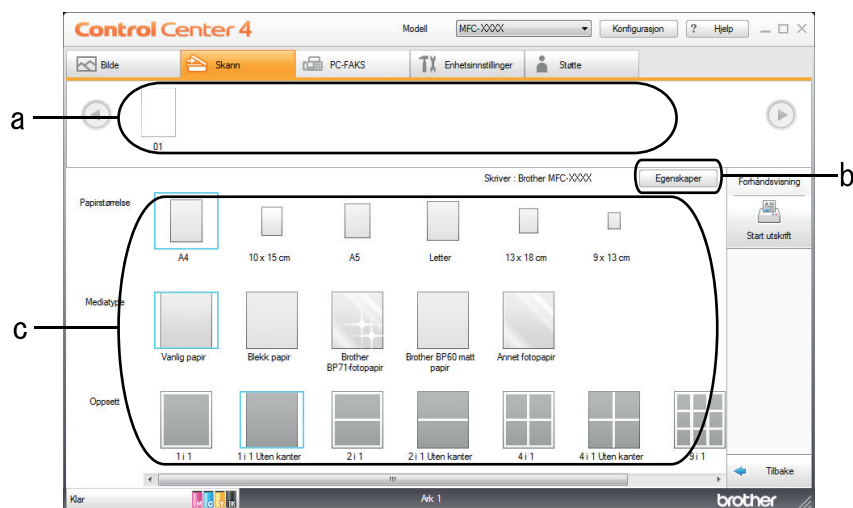 Control Center 4
Modell MFC-XXXX Konfigurasjon ? Hjelp
Bilde Skann PC-FAKS Enhetsinnstillinger Støtte
a
01
Skriver : Brother MFC-XXXX Egenskaper
b
Forhåndsvisning
Start utskrift
Papirstørrelse
A4 10 x 15 cm A5 Letter 13 x 18 cm 9 x 13 cm
Mediatype
c
Vanlig papir Blekk papir Brother BP71-fotopapir Brother BP60 matt papir Annet fotopapir
Oppsett
1 i 1 1 i 1 Uten kanter 2 i 1 2 i 1 Uten kanter 4 i 1 4 i 1 Uten kanter 9 i 1
Tilbake
Klar M C Y BK Ark 1 brother